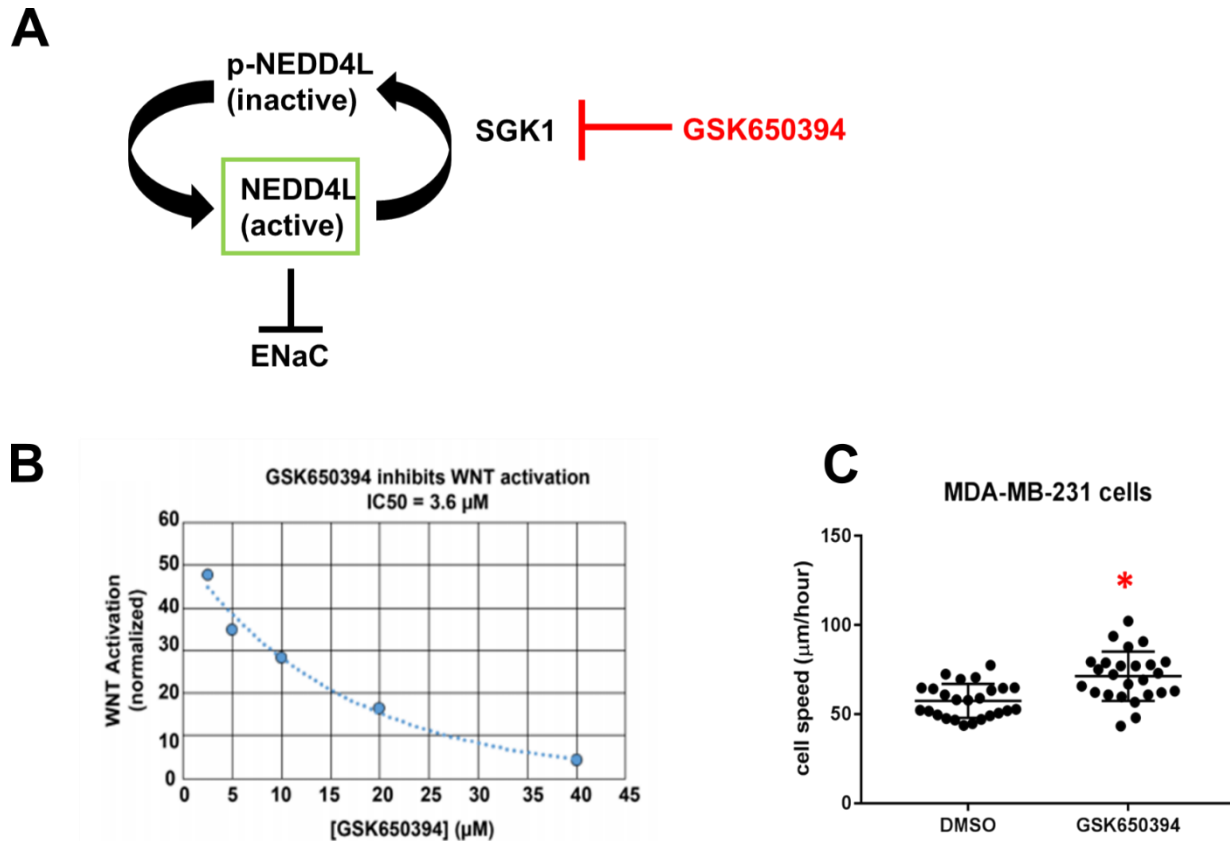 A
p-NEDD4L
(inactive)
SGK1
GSK650394
NEDD4L
(active)
ENaC
B
GSK650394 inhibits WNT activation
IC50 = 3.6 µM
WNT Activation
(normalized)
60
50
40
30
20
10
0
0 5 10 15 20 25 30 35 40 45
[GSK650394] (µM)
C
MDA-MB-231 cells
cell speed (µm/hour)
150
100
50
0
*
DMSO GSK650394